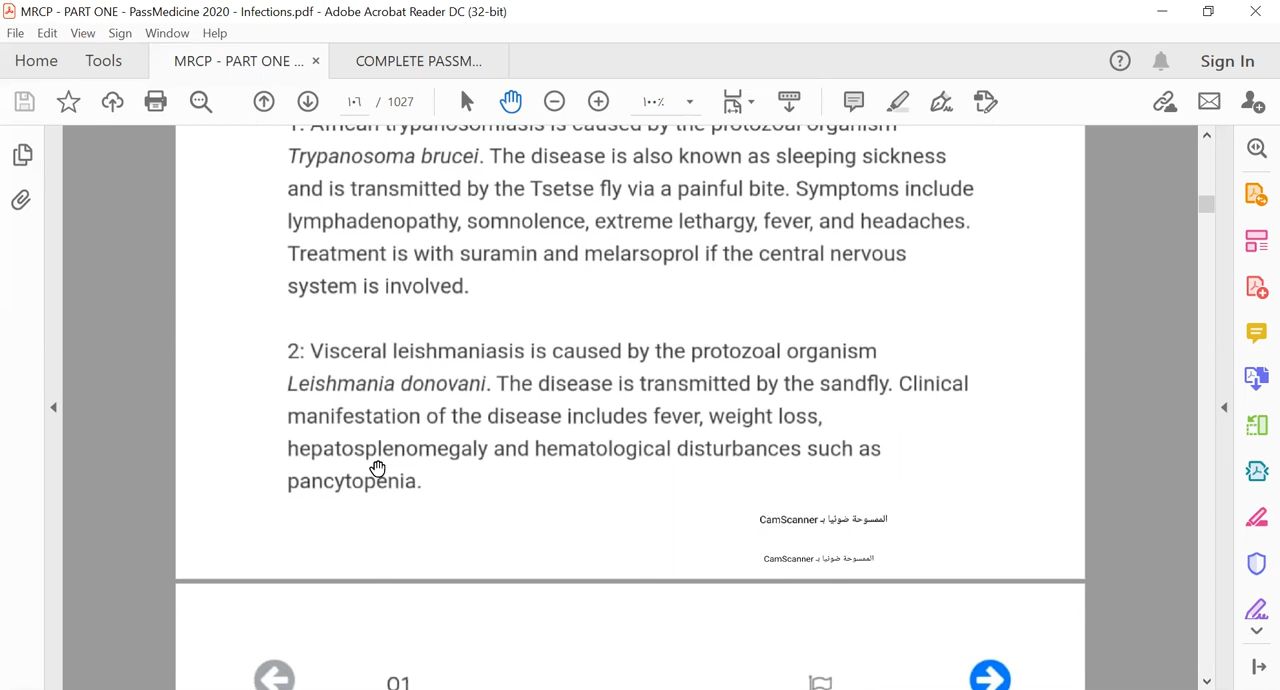 MRCP - PART ONE - PassMedicine 2020 - Infections.pdf - Adobe Acrobat Reader DC (32-bit)
File Edit View Sign Window Help
Home Tools MRCP - PART ONE ... × COMPLETE PASSM... ? Sign In
١٠٦ / 1027 ١٠٠٪
1: African trypanosomiasis is caused by the protozoal organism
Trypanosoma brucei. The disease is also known as sleeping sickness
and is transmitted by the Tsetse fly via a painful bite. Symptoms include
lymphadenopathy, somnolence, extreme lethargy, fever, and headaches.
Treatment is with suramin and melarsoprol if the central nervous
system is involved.
2: Visceral leishmaniasis is caused by the protozoal organism
Leishmania donovani. The disease is transmitted by the sandfly. Clinical
manifestation of the disease includes fever, weight loss,
hepatosplenomegaly and hematological disturbances such as
pancytopenia.
الممسوحة ضوئيا بـ CamScanner
الممسوحة ضوئيا بـ CamScanner
01